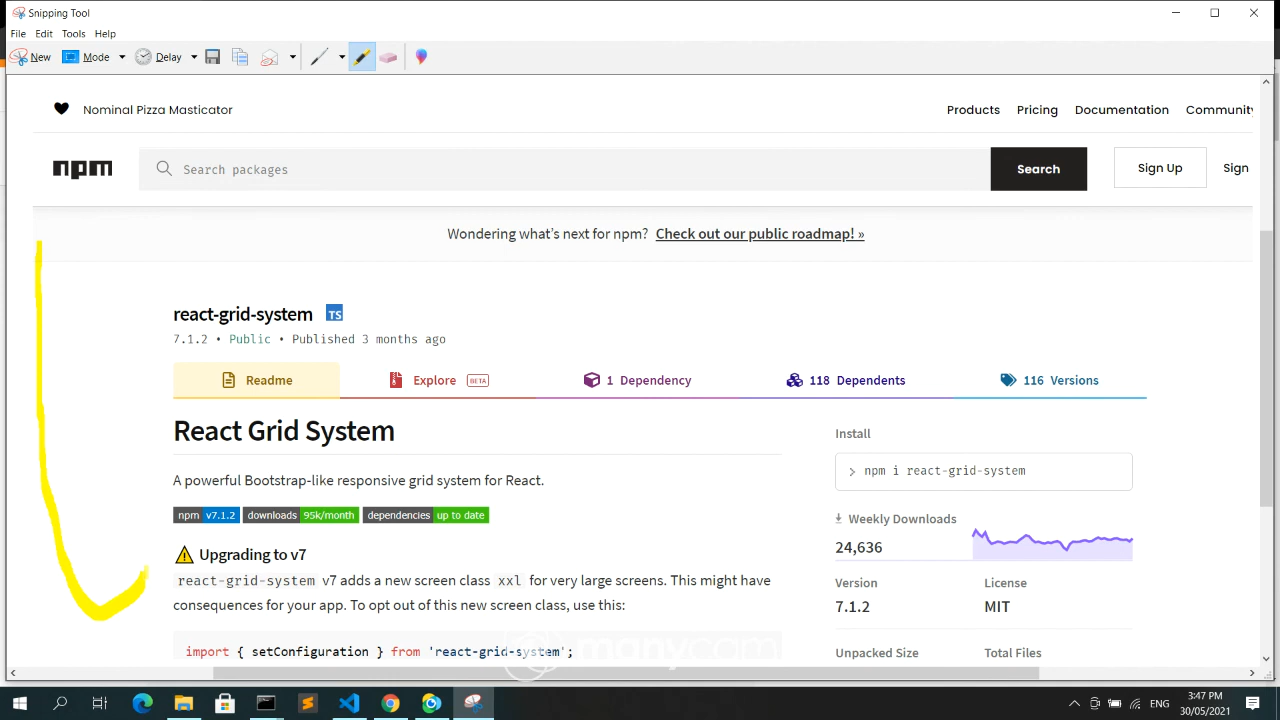 Snipping Tool
File Edit Tools Help
New Mode Delay
Nominal Pizza Masticator Products Pricing Documentation Community
npm Search packages Search Sign Up Sign
Wondering what's next for npm? Check out our public roadmap! »
react-grid-system TS
7.1.2 • Public • Published 3 months ago
Readme Explore BETA 1 Dependency 118 Dependents 116 Versions
React Grid System
A powerful Bootstrap-like responsive grid system for React.
npm v7.1.2 downloads 95k/month dependencies up to date
Upgrading to v7
react-grid-system v7 adds a new screen class xxl for very large screens. This might have
consequences for your app. To opt out of this new screen class, use this:
import { setConfiguration } from 'react-grid-system';
Install
> npm i react-grid-system
Weekly Downloads
24,636
Version License
7.1.2 MIT
Unpacked Size Total Files
manycam
ENG 3:47 PM
30/05/2021